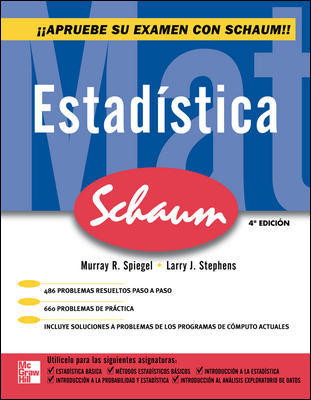 ¡¡APRUEBE SU EXAMEN CON SCHAUM!!
Mat
Estadística
Schaum
4ª EDICIÓN
Murray R. Spiegel • Larry J. Stephens
486 PROBLEMAS RESUELTOS PASO A PASO
660 PROBLEMAS DE PRÁCTICA
INCLUYE SOLUCIONES A PROBLEMAS DE LOS PROGRAMAS DE CÓMPUTO ACTUALES
Utilícelo para las siguientes asignaturas:
ESTADÍSTICA BÁSICA MÉTODOS ESTADÍSTICOS BÁSICOS INTRODUCCIÓN A LA ESTADÍSTICA
INTRODUCCIÓN A LA PROBABILIDAD Y ESTADÍSTICA INTRODUCCIÓN AL ANÁLISIS EXPLORATORIO DE DATOS
Mc
Graw
Hill